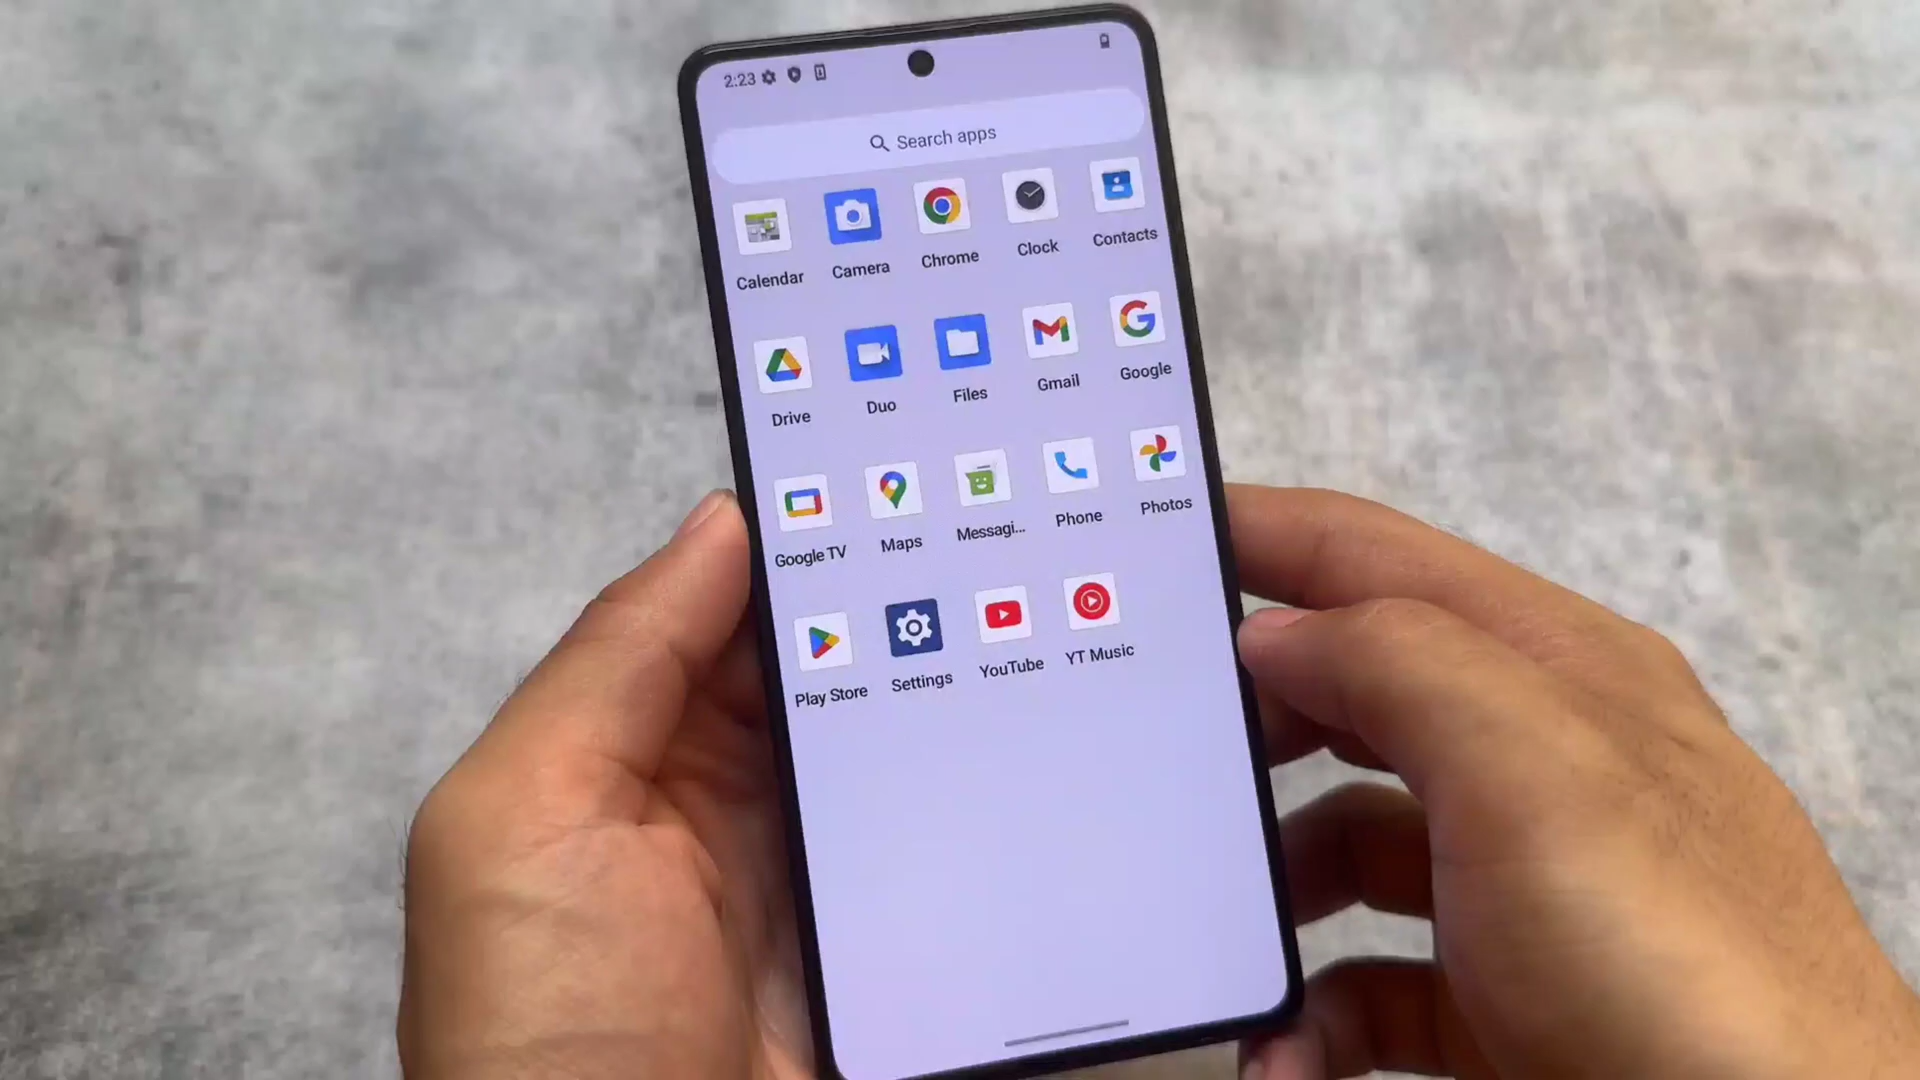 2:23
Search apps
Calendar Camera Chrome Clock Contacts
Drive Duo Files Gmail Google
Google TV Maps Messagi... Phone Photos
Play Store Settings YouTube YT Music